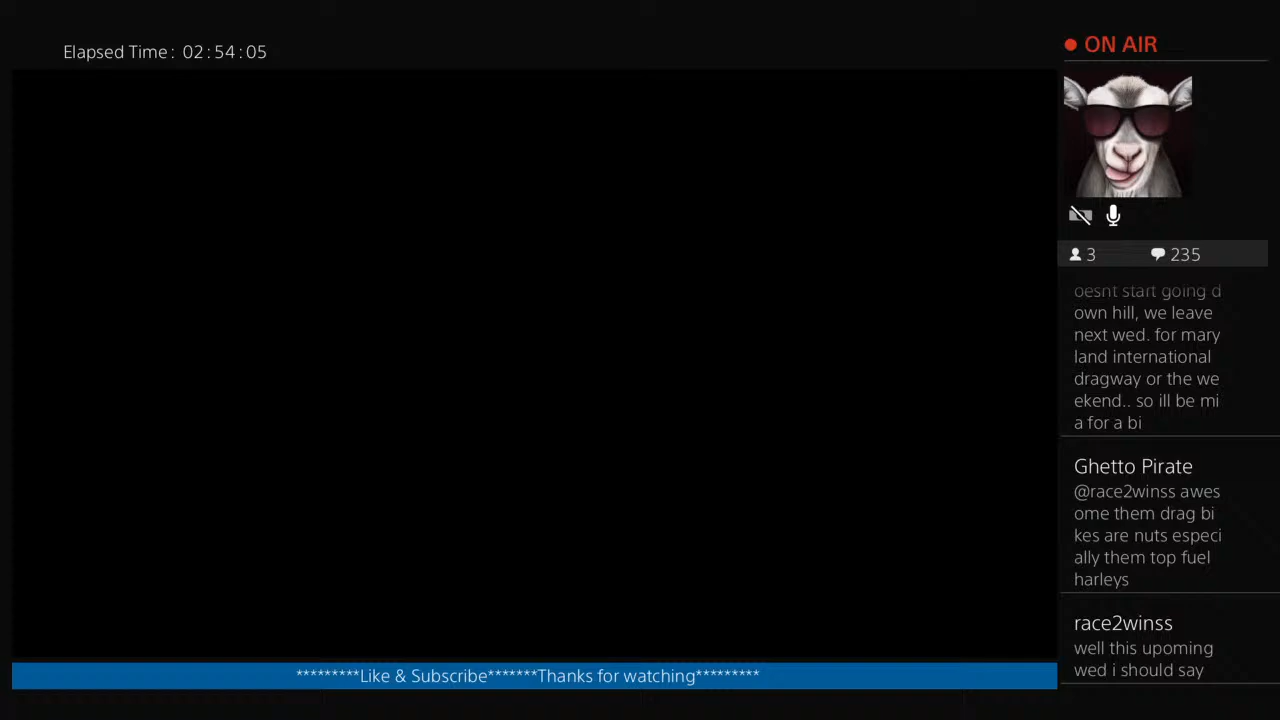 Elapsed Time: 02:54:05
ON AIR
3 235
oesnt start going d
own hill, we leave
next wed. for mary
land international
dragway or the we
ekend.. so ill be mi
a for a bi
Ghetto Pirate
@race2winss awes
ome them drag bi
kes are nuts especi
ally them top fuel
harleys
race2winss
well this upoming
wed i should say
*********Like & Subscribe*******Thanks for watching*********